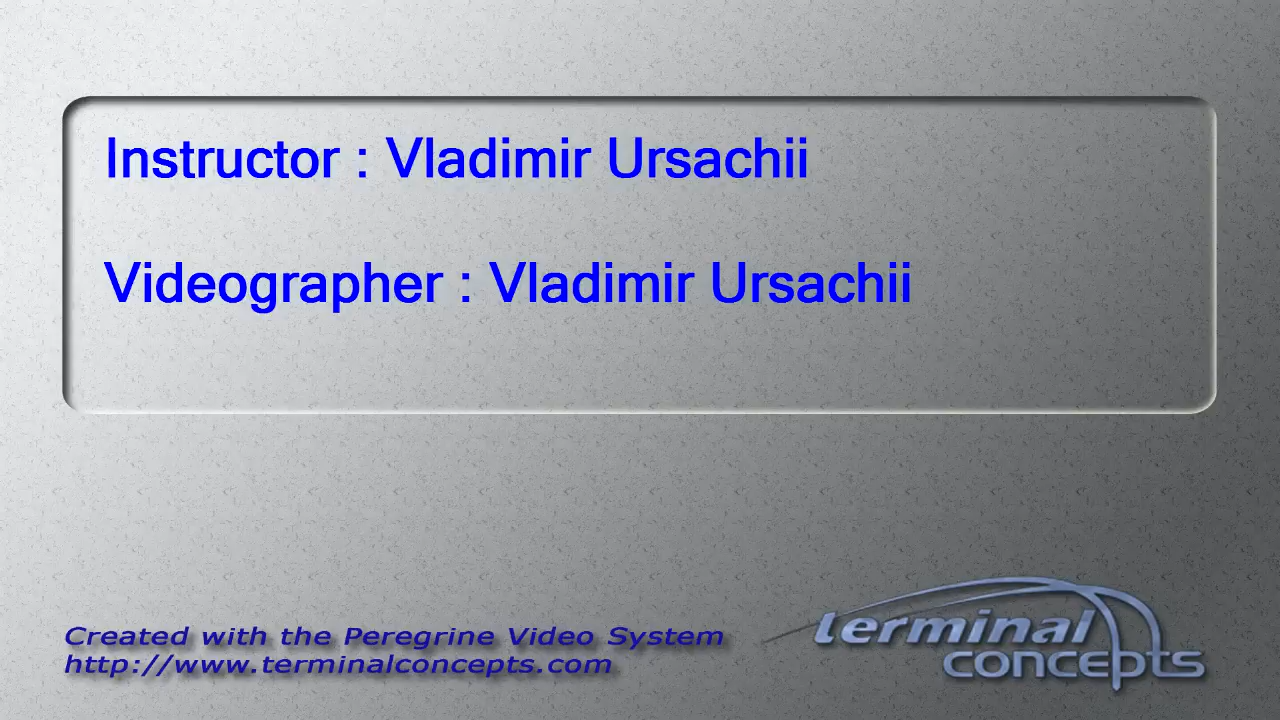 Instructor : Vladimir Ursachii
Videographer : Vladimir Ursachii
Created with the Peregrine Video System
http://www.terminalconcepts.com
terminal
concepts